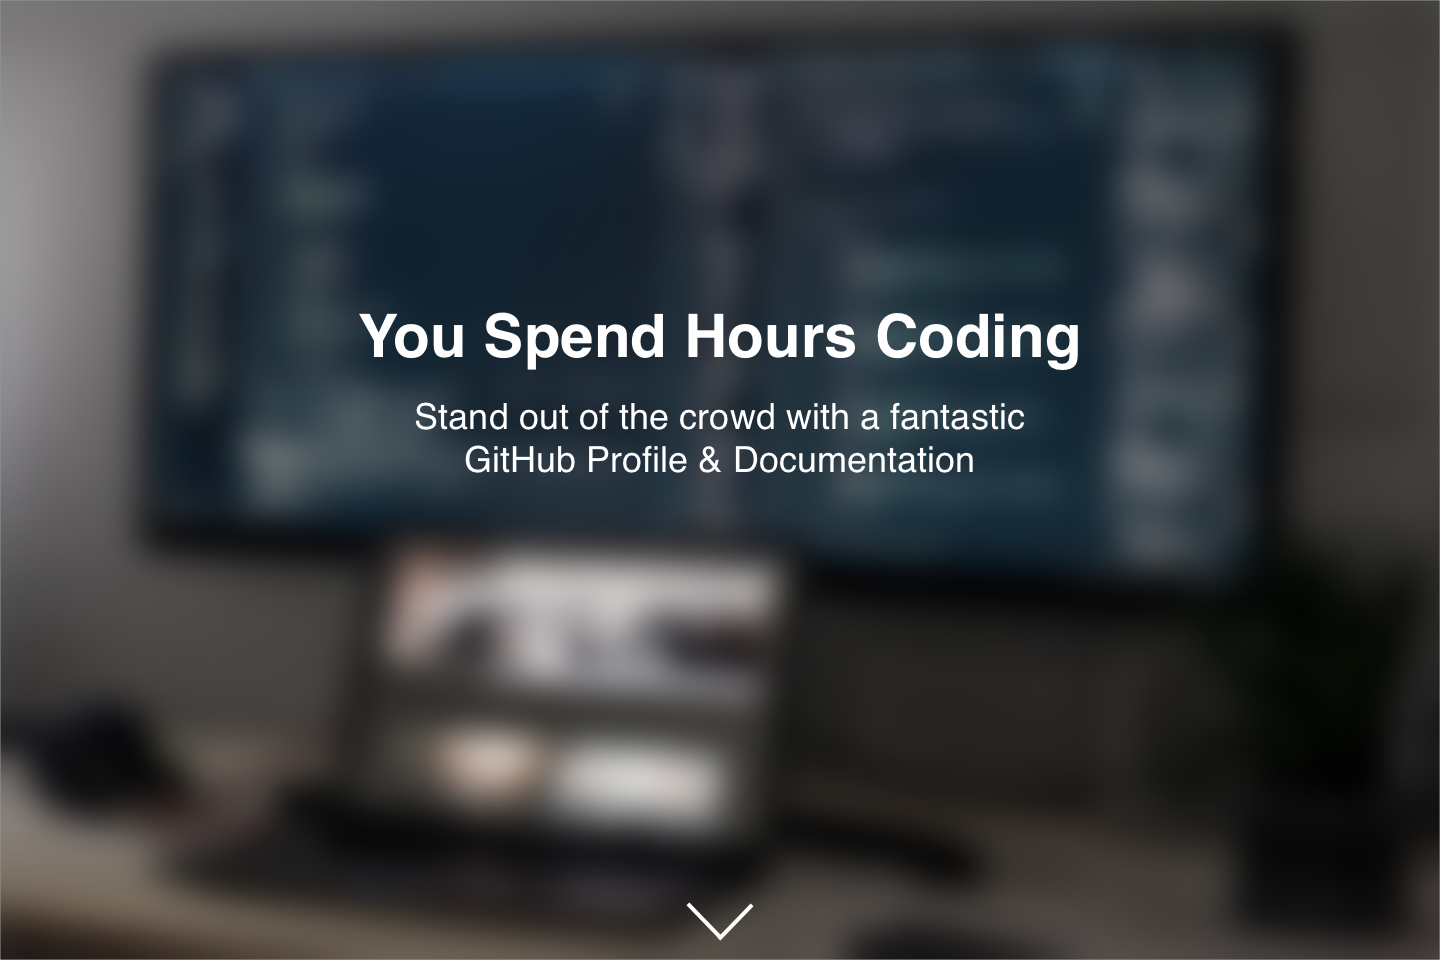 You Spend Hours Coding
Stand out of the crowd with a fantastic
GitHub Profile & Documentation